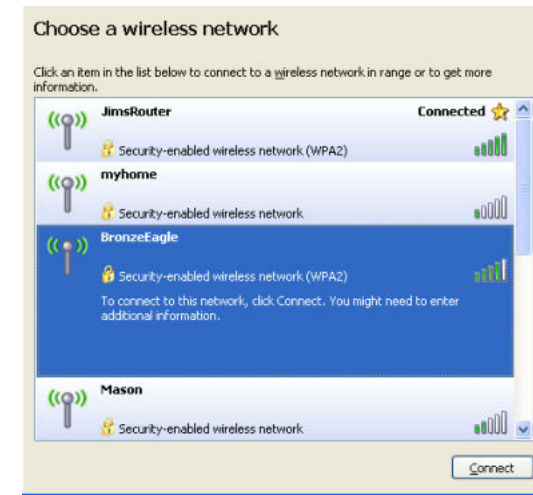 Choose a wireless network
Click an item in the list below to connect to a wireless network in range or to get more
information.
JimsRouter Connected
Security-enabled wireless network (WPA2)
myhome
Security-enabled wireless network
BronzeEagle
Security-enabled wireless network (WPA2)
To connect to this network, click Connect. You might need to enter
additional information.
Mason
Security-enabled wireless network
Connect